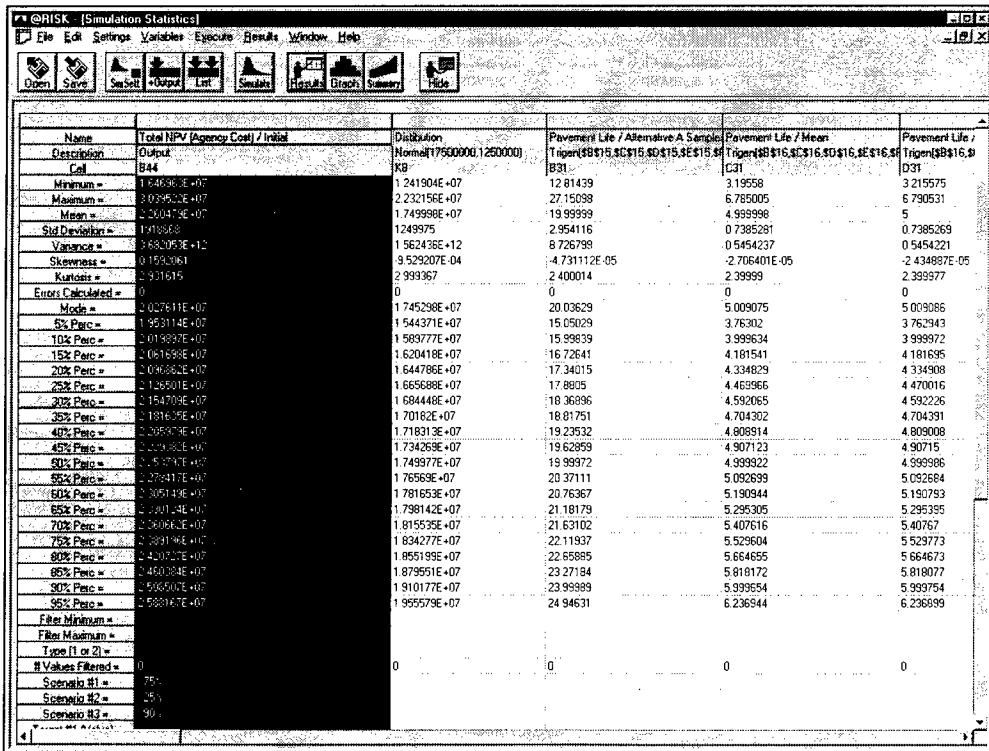 @RISK - [Simulation Statistics]
File Edit Settings Variables Execute Results Window Help
Open Save Sim Sett +Output List Simulate Results Graph Summary Hide
Name Total NPV (Agency Cost) / Initial Distibution Pavement Life / Alternative A Sample Pavement Life / Mean Pavement Life /
Description Output Normal(17500000,1250000) Trigen($B$15,$C$15,$D$15,$E$15,$F Trigen($B$16,$C$16,$D$16,$E$16,$F Trigen($B$16,$
Cell B44 K8 B31 C31 D31
Minimum = 1.241904E+07 12.81439 3.19558 3.215575
Maximum = 2.232156E+07 27.15098 6.785005 6.790531
Mean = 2.260479E+07 1.749998E+07 19.99999 4.999998 5
Std Deviation = 1918868 1249975 2.954116 0.7385281 0.7385269
Variance = 3.682053E+12 1.562436E+12 8.726799 0.5454237 0.5454221
Skewness = 0.1592061 -9.529207E-04 -4.731112E-05 -2.706401E-05 -2.434887E-05
Kurtosis = 2.931615 2.999367 2.400014 2.39999 2.399977
Errors Calculated = 0 0 0 0 0
Mode = 2.027611E+07 1.745298E+07 20.03629 5.009075 5.009086
5% Perc = 1.953114E+07 1.544371E+07 15.05029 3.76302 3.762943
10% Perc = 2.019897E+07 1.589777E+07 15.99839 3.999634 3.999972
15% Perc = 2.061698E+07 1.620418E+07 16.72641 4.181541 4.181695
20% Perc = 2.096862E+07 1.644786E+07 17.34015 4.334829 4.334908
25% Perc = 2.126501E+07 1.665688E+07 17.8805 4.469966 4.470016
30% Perc = 2.154709E+07 1.684448E+07 18.36896 4.592065 4.592226
35% Perc = 2.181635E+07 1.70182E+07 18.81751 4.704302 4.704391
40% Perc = 2.205979E+07 1.718313E+07 19.23532 4.808914 4.809008
45% Perc = 1.734269E+07 19.62859 4.907123 4.90715
50% Perc = 1.749977E+07 19.99972 4.999922 4.999986
55% Perc = 2.278417E+07 1.76569E+07 20.37111 5.092699 5.092684
60% Perc = 2.305149E+07 1.781653E+07 20.76367 5.190944 5.190793
65% Perc = 1.798142E+07 21.18179 5.295305 5.295395
70% Perc = 2.360662E+07 1.815535E+07 21.63102 5.407616 5.40767
75% Perc = 1.834277E+07 22.11937 5.529604 5.529773
80% Perc = 1.855199E+07 22.65885 5.664655 5.664673
85% Perc = 1.879551E+07 23.27184 5.818172 5.818077
90% Perc = 1.910177E+07 23.99989 5.999654 5.999754
95% Perc = 1.955579E+07 24.94631 6.236944 6.236899
Filter Minimum =
Filter Maximum =
Type (1 or 2) =
# Values Filtered = 0 0 0 0 0
Scenario #1 = 75%
Scenario #2 = 25%
Scenario #3 = 90%